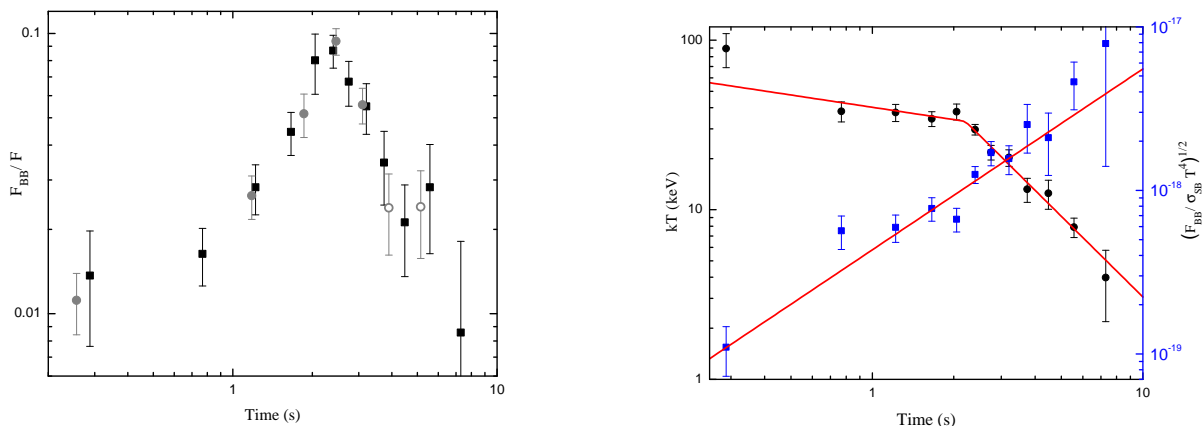 0.1
0.01
F_BB / F
1
10
Time (s)
100
10
1
kT (keV)
1
10
Time (s)
10^-17
10^-18
10^-19
(F_BB / σ_SB T^4)^1/2